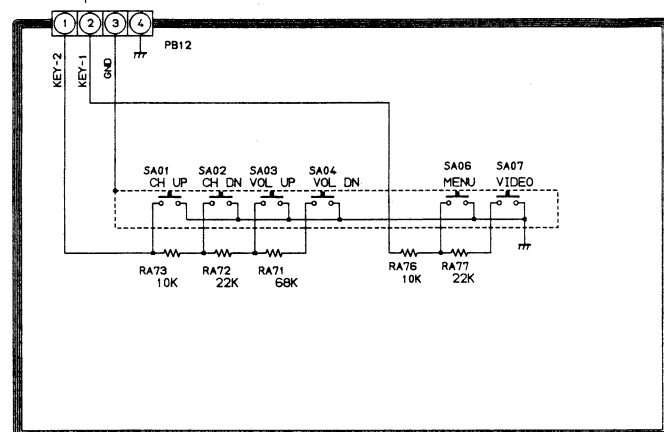 1 2 3 4
PB12
KEY-2
KEY-1
GND
SA01 SA02 SA03 SA04 SA06 SA07
CH UP CH DN VOL UP VOL DN MENU VIDEO
RA73 RA72 RA71 RA76 RA77
10K 22K 68K 10K 22K